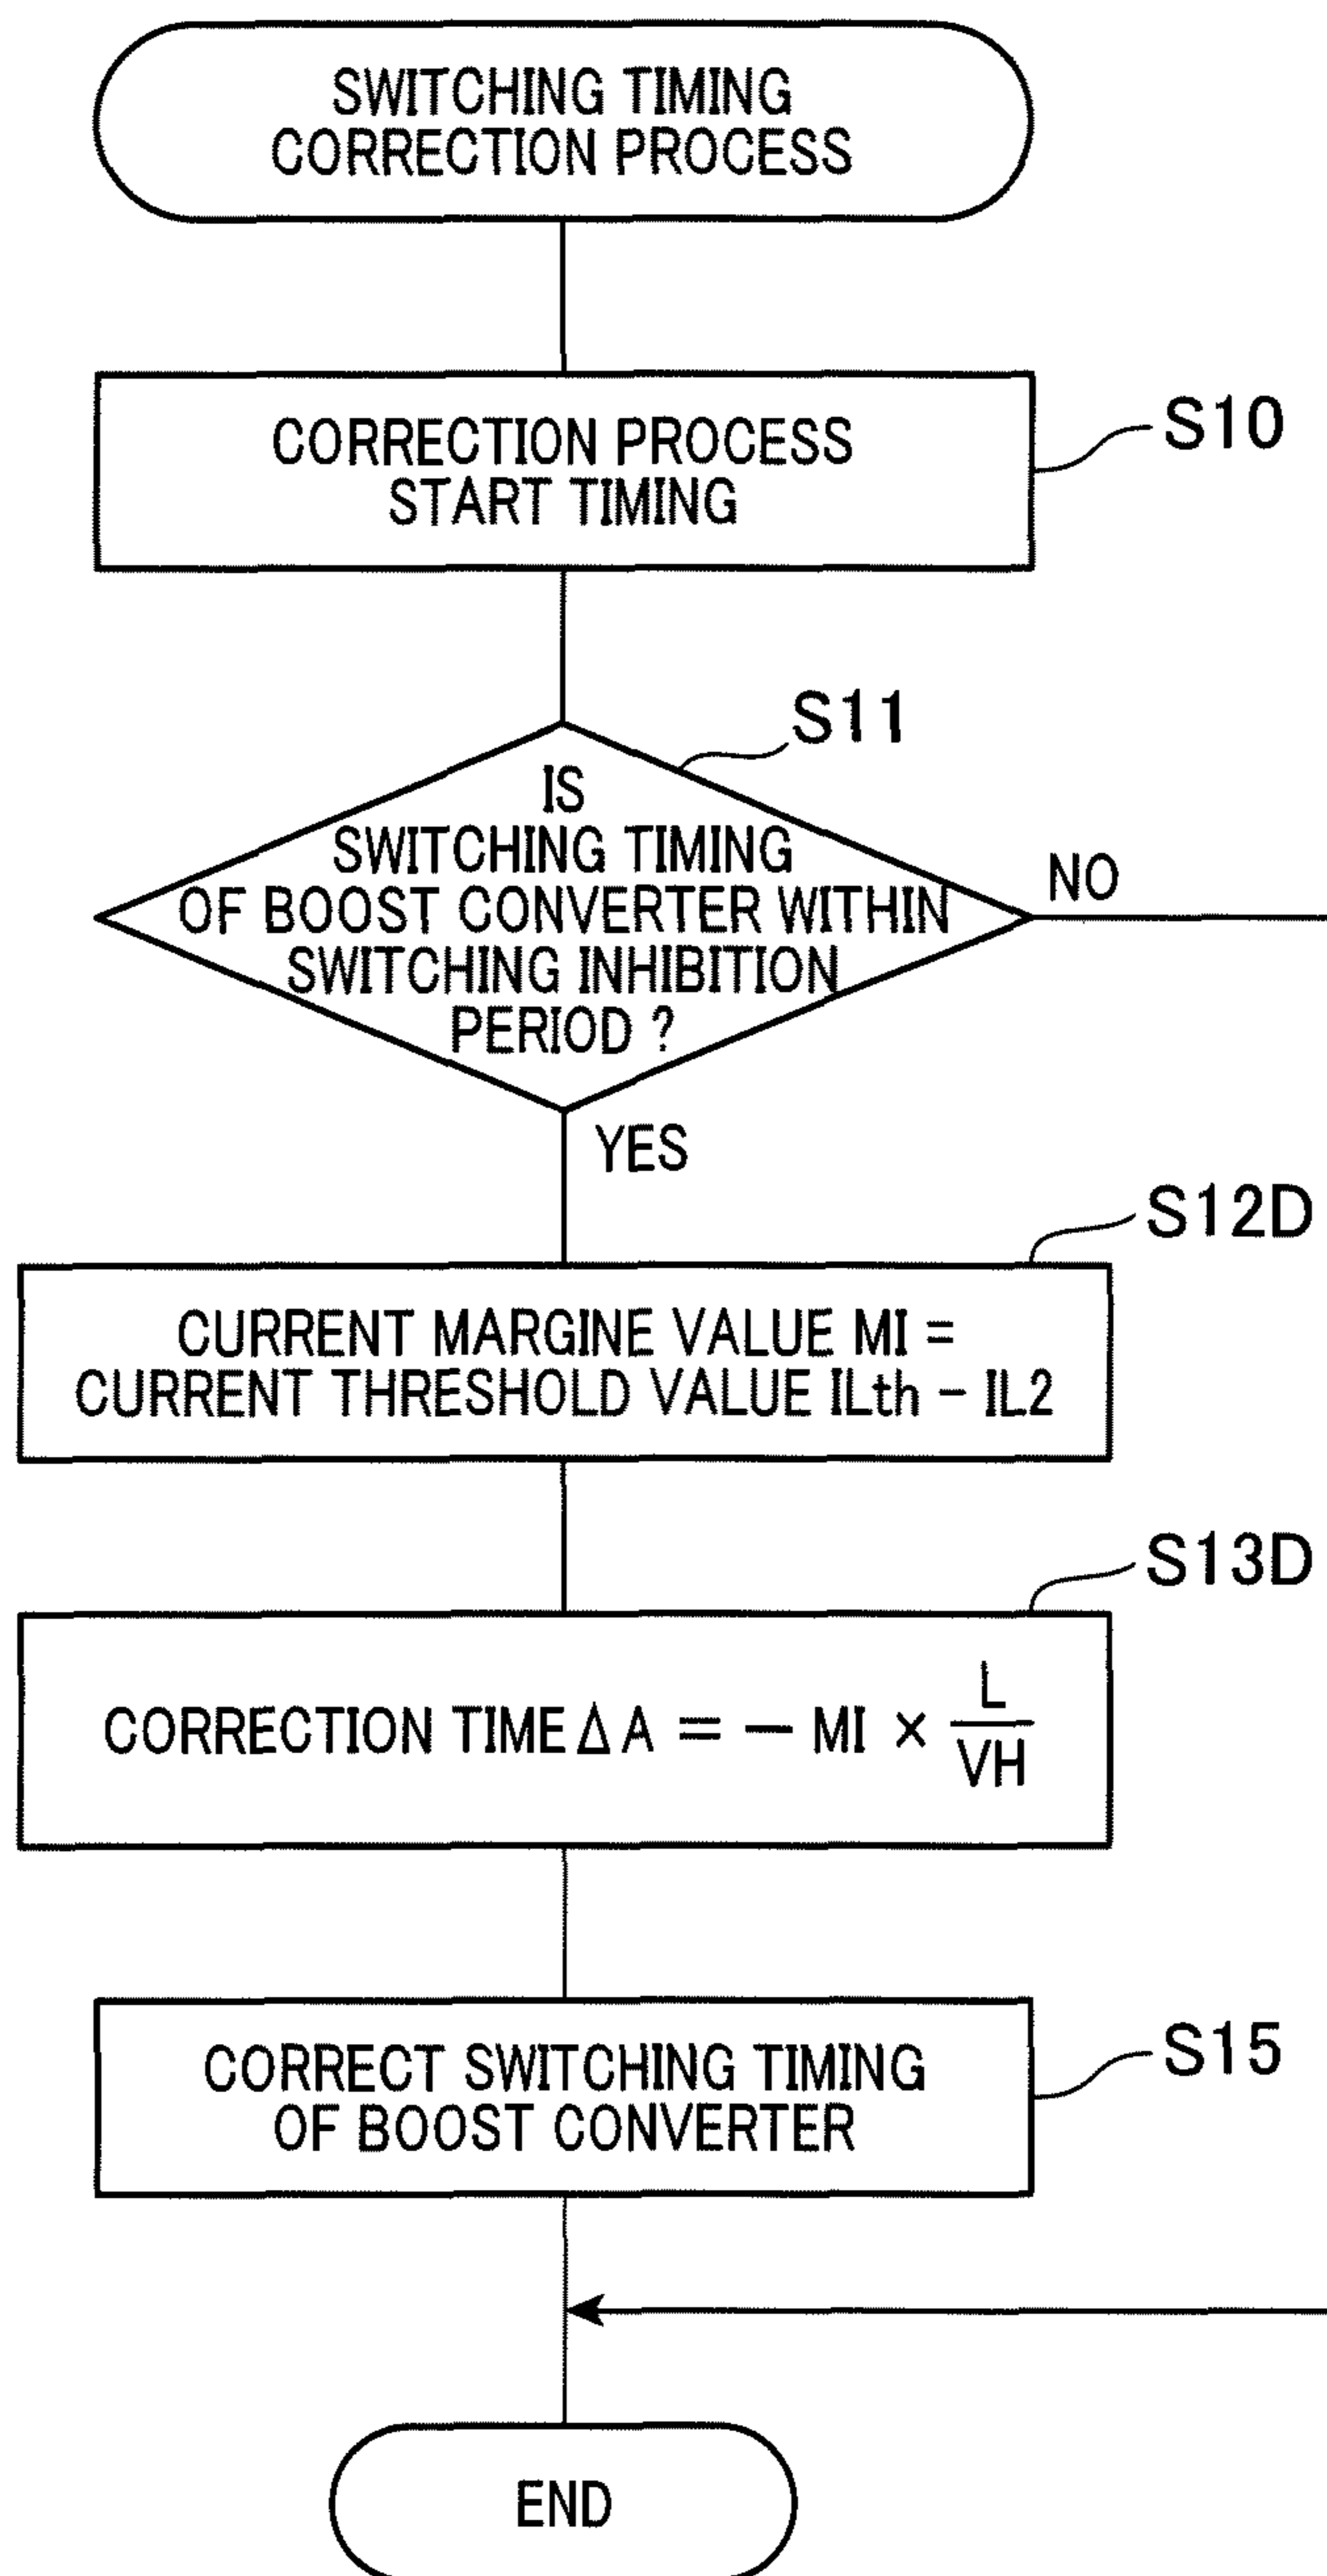 SWITCHING TIMING
CORRECTION PROCESS
CORRECTION PROCESS
START TIMING
S10
S11
IS
SWITCHING TIMING
OF BOOST CONVERTER WITHIN
SWITCHING INHIBITION
PERIOD ?
NO
YES
S12D
CURRENT MARGINE VALUE MI =
CURRENT THRESHOLD VALUE ILth - IL2
S13D
CORRECTION TIME Δ A = - MI × L/VH
CORRECT SWITCHING TIMING
OF BOOST CONVERTER
S15
END